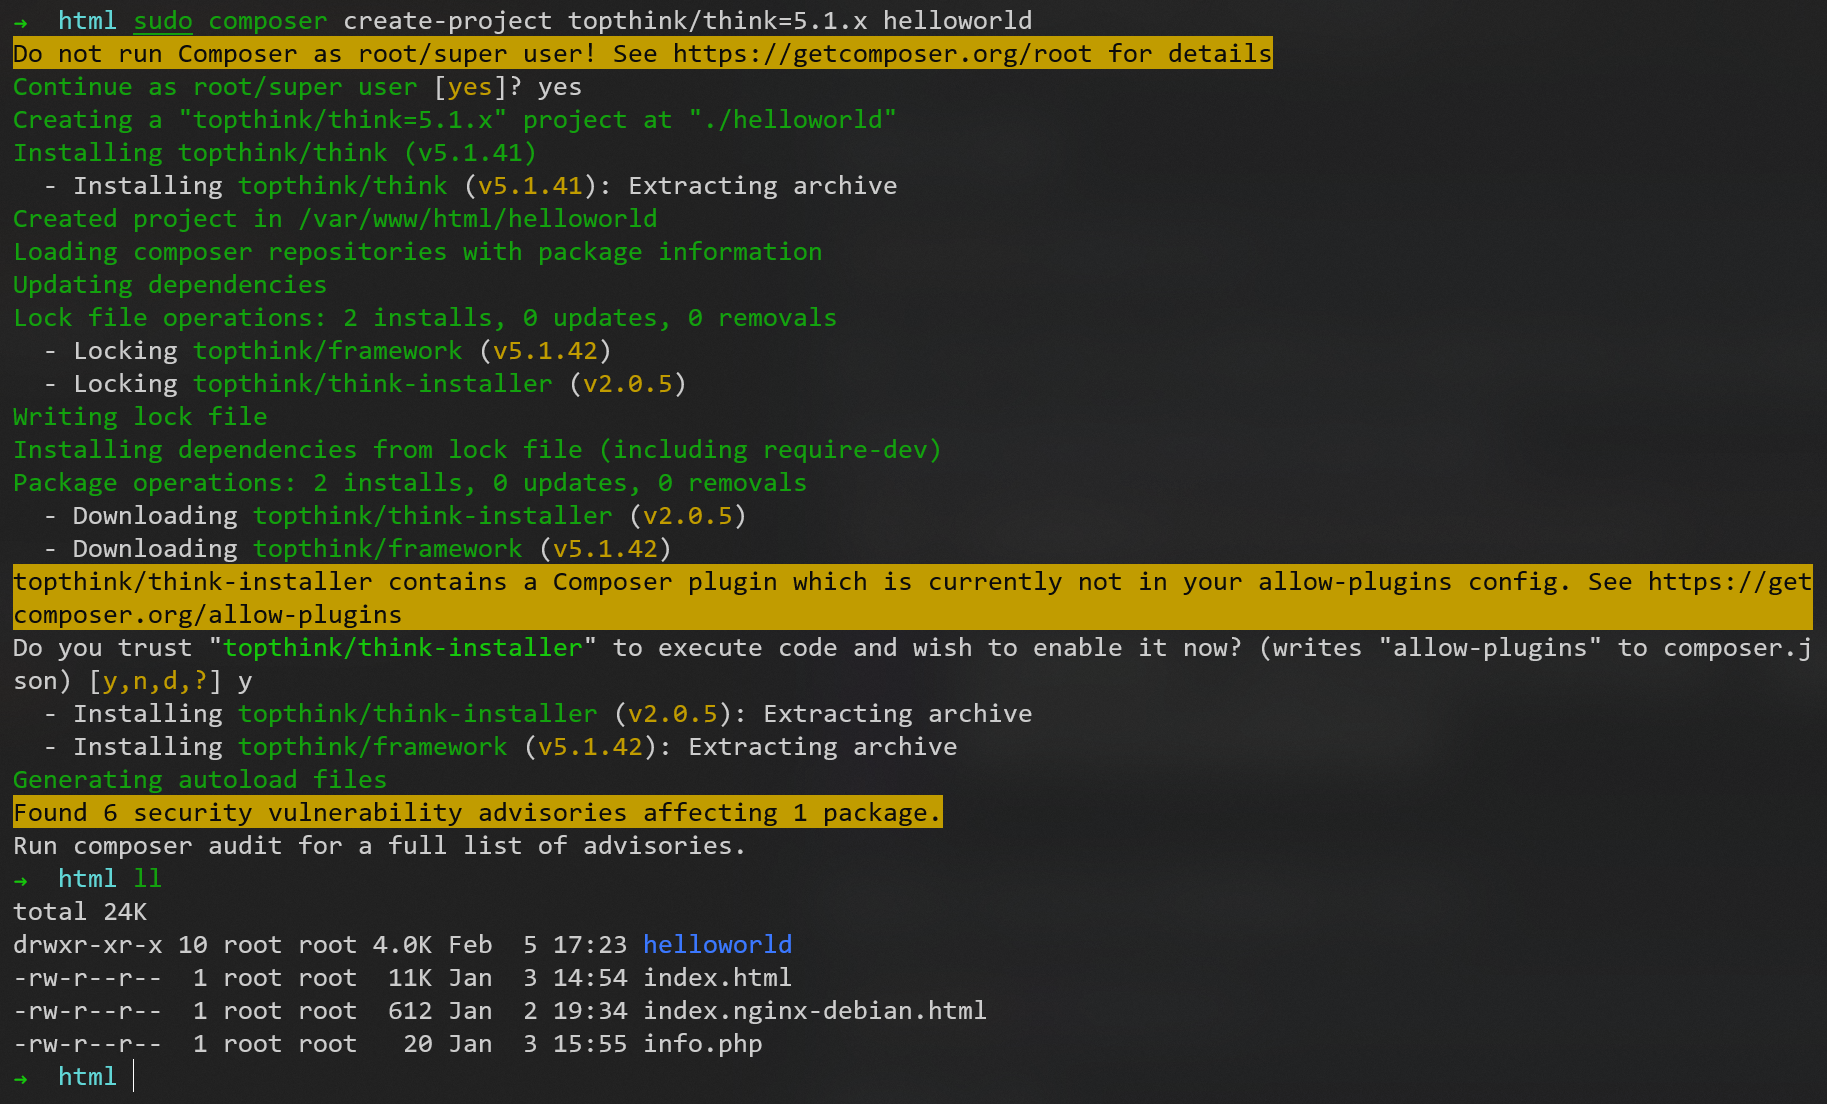 →  html sudo composer create-project topthink/think=5.1.x helloworld
Do not run Composer as root/super user! See https://getcomposer.org/root for details
Continue as root/super user [yes]? yes
Creating a "topthink/think=5.1.x" project at "./helloworld"
Installing topthink/think (v5.1.41)
  - Installing topthink/think (v5.1.41): Extracting archive
Created project in /var/www/html/helloworld
Loading composer repositories with package information
Updating dependencies
Lock file operations: 2 installs, 0 updates, 0 removals
  - Locking topthink/framework (v5.1.42)
  - Locking topthink/think-installer (v2.0.5)
Writing lock file
Installing dependencies from lock file (including require-dev)
Package operations: 2 installs, 0 updates, 0 removals
  - Downloading topthink/think-installer (v2.0.5)
  - Downloading topthink/framework (v5.1.42)
topthink/think-installer contains a Composer plugin which is currently not in your allow-plugins config. See https://get
composer.org/allow-plugins
Do you trust "topthink/think-installer" to execute code and wish to enable it now? (writes "allow-plugins" to composer.j
son) [y,n,d,?] y
  - Installing topthink/think-installer (v2.0.5): Extracting archive
  - Installing topthink/framework (v5.1.42): Extracting archive
Generating autoload files
Found 6 security vulnerability advisories affecting 1 package.
Run composer audit for a full list of advisories.
→  html ll
total 24K
drwxr-xr-x 10 root root 4.0K Feb  5 17:23 helloworld
-rw-r--r--  1 root root  11K Jan  3 14:54 index.html
-rw-r--r--  1 root root  612 Jan  2 19:34 index.nginx-debian.html
-rw-r--r--  1 root root   20 Jan  3 15:55 info.php
→  html